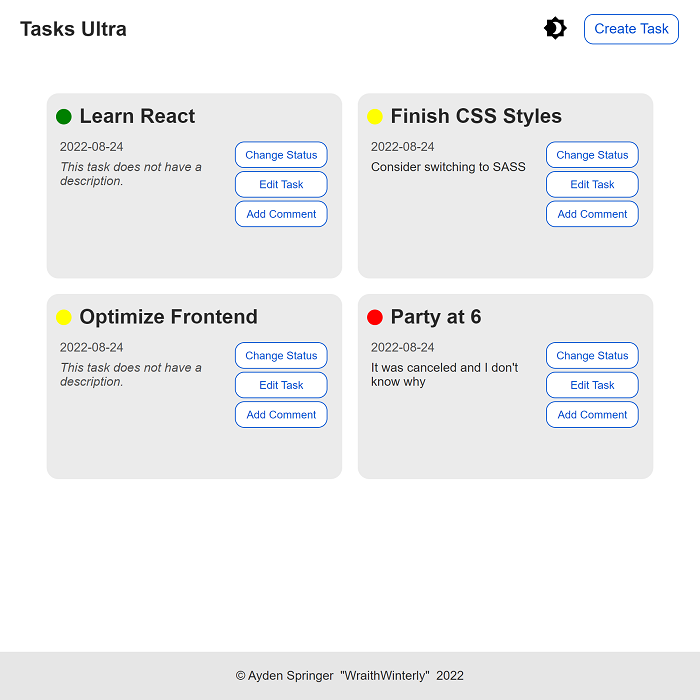 Tasks Ultra
Create Task
Learn React
2022-08-24
This task does not have a
description.
Change Status
Edit Task
Add Comment
Finish CSS Styles
2022-08-24
Consider switching to SASS
Change Status
Edit Task
Add Comment
Optimize Frontend
2022-08-24
This task does not have a
description.
Change Status
Edit Task
Add Comment
Party at 6
2022-08-24
It was canceled and I don't
know why
Change Status
Edit Task
Add Comment
© Ayden Springer "WraithWinterly" 2022